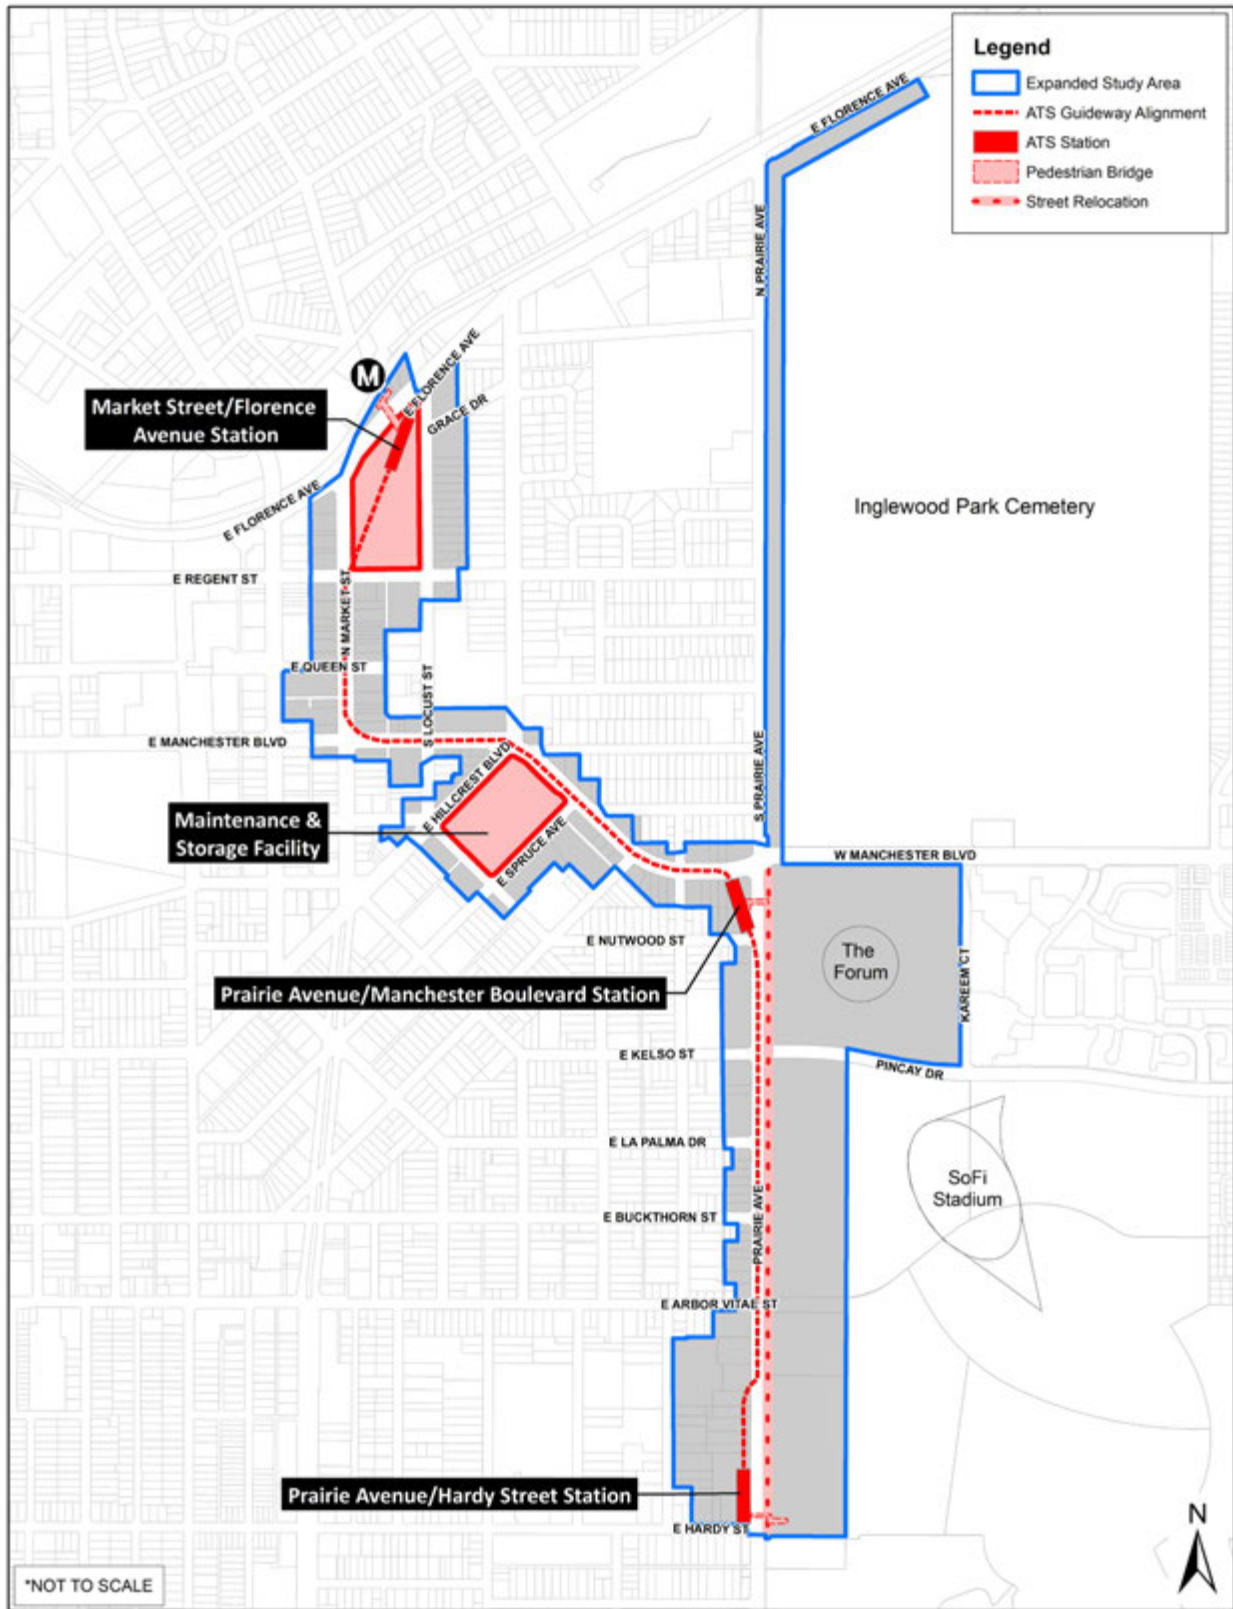 Legend
Expanded Study Area
ATS Guideway Alignment
ATS Station
Pedestrian Bridge
Street Relocation
E FLORENCE AVE
N PRAIRIE AVE
M
E FLORENCE AVE
GRACE DR
Market Street/Florence
Avenue Station
E FLORENCE AVE
Inglewood Park Cemetery
E REGENT ST
N MARKET ST
E QUEEN ST
S LOCUST ST
E MANCHESTER BLVD
S PRAIRIE AVE
E HILLCREST BLVD
Maintenance &
Storage Facility
E SPRUCE AVE
W MANCHESTER BLVD
E NUTWOOD ST
The
Forum
KAREEM CT
Prairie Avenue/Manchester Boulevard Station
E KELSO ST
PINCAY DR
E LA PALMA DR
SoFi
Stadium
PRAIRIE AVE
E BUCKTHORN ST
E ARBOR VITAE ST
Prairie Avenue/Hardy Street Station
E HARDY ST
N
*NOT TO SCALE